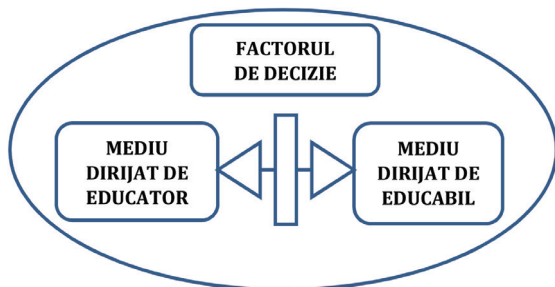 FACTORUL
DE DECIZIE
MEDIU
DIRIJAT DE
EDUCATOR
MEDIU
DIRIJAT DE
EDUCABIL